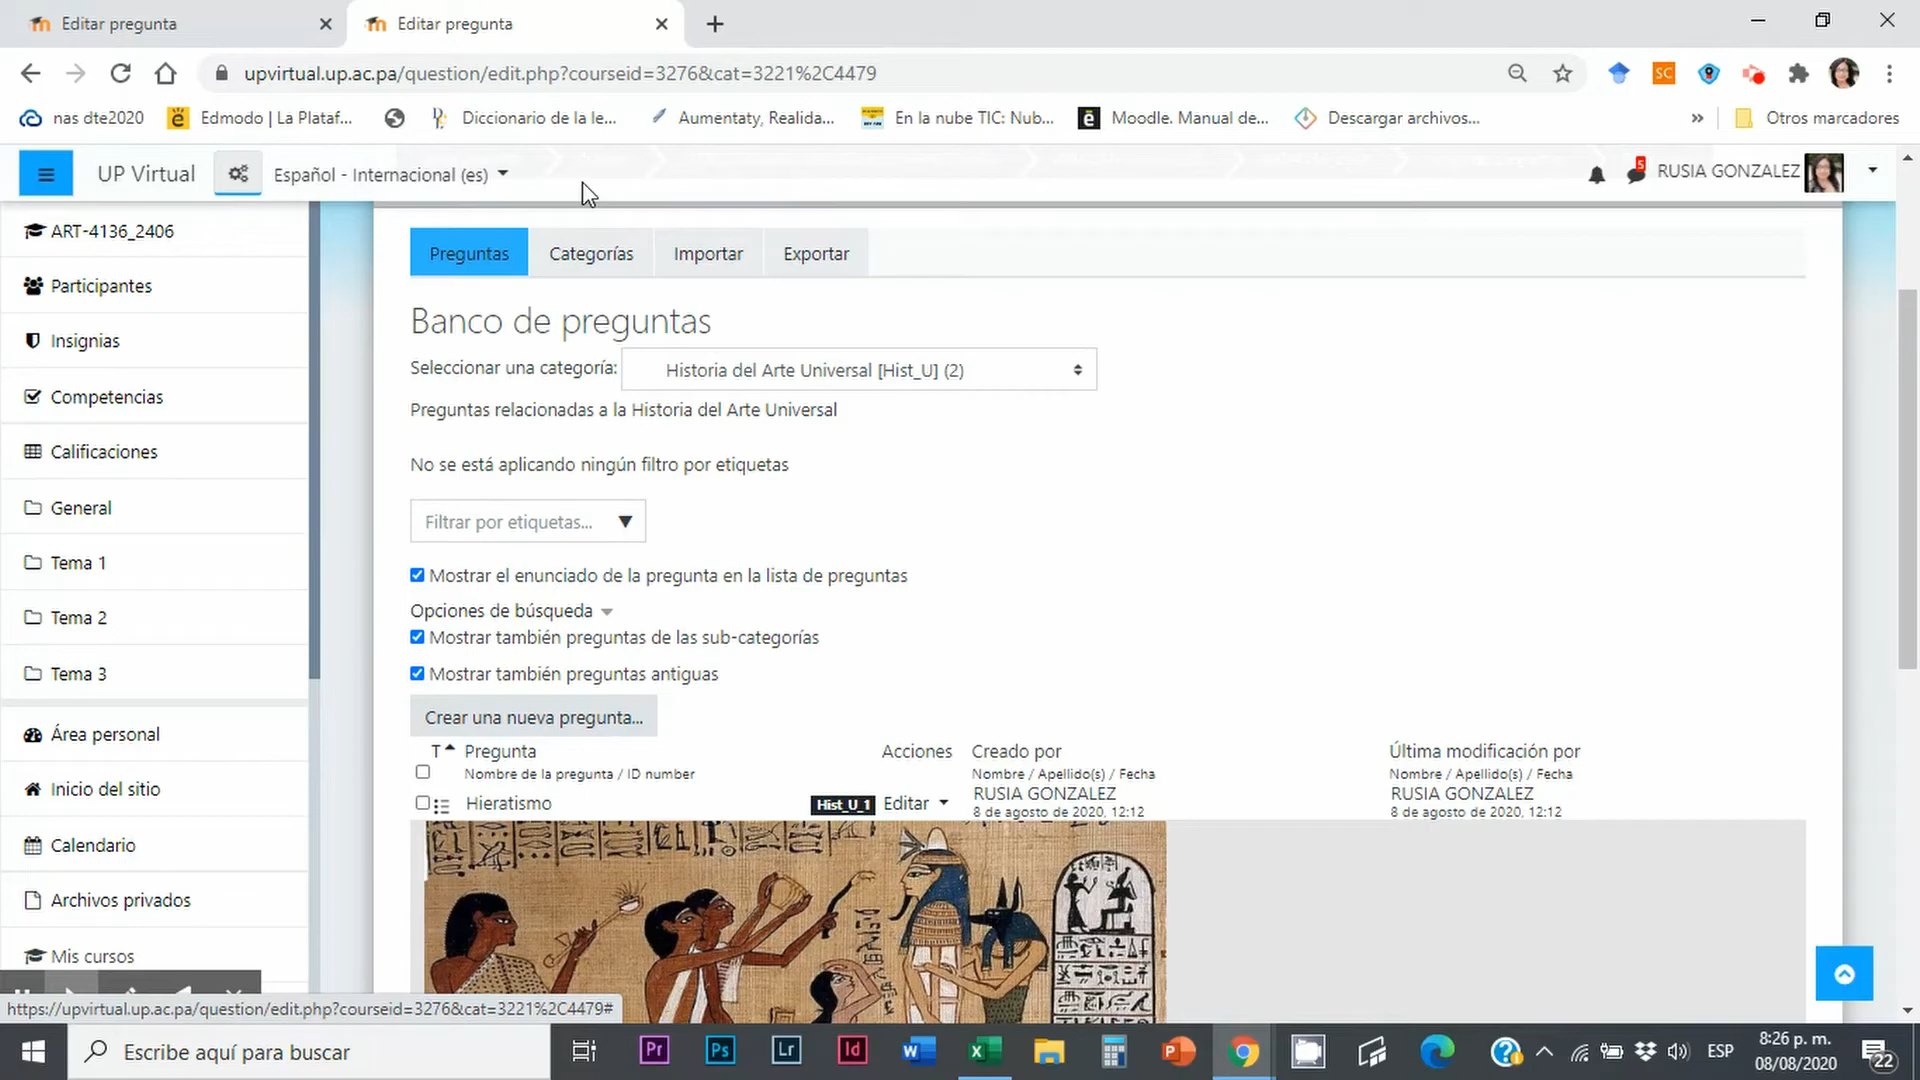 Editar pregunta
Editar pregunta
upvirtual.up.ac.pa/question/edit.php?courseid=3276&cat=3221%2C4479
SC
nas dte2020
Edmodo | La Plataf...
Diccionario de la le...
Aumentaty, Realida...
En la nube TIC: Nub...
Moodle. Manual de...
Descargar archivos...
»
Otros marcadores
UP Virtual
Español - Internacional (es)
5
RUSIA GONZALEZ
ART-4136_2406
Participantes
Insignias
Competencias
Calificaciones
General
Tema 1
Tema 2
Tema 3
Área personal
Inicio del sitio
Calendario
Archivos privados
Mis cursos
Preguntas
Categorías
Importar
Exportar
Banco de preguntas
Seleccionar una categoría:
Historia del Arte Universal [Hist_U] (2)
Preguntas relacionadas a la Historia del Arte Universal
No se está aplicando ningún filtro por etiquetas
Filtrar por etiquetas... ▼
Mostrar el enunciado de la pregunta en la lista de preguntas
Opciones de búsqueda
Mostrar también preguntas de las sub-categorías
Mostrar también preguntas antiguas
Crear una nueva pregunta...
T Pregunta Acciones Creado por Última modificación por
Nombre de la pregunta / ID number Nombre / Apellido(s) / Fecha Nombre / Apellido(s) / Fecha
Hieratismo Hist_U_1 Editar RUSIA GONZALEZ RUSIA GONZALEZ
8 de agosto de 2020, 12:12 8 de agosto de 2020, 12:12
https://upvirtual.up.ac.pa/question/edit.php?courseid=3276&cat=3221%2C4479#
Escribe aquí para buscar
Pr
Ps
Lr
Id
ESP
8:26 p. m.
08/08/2020
22